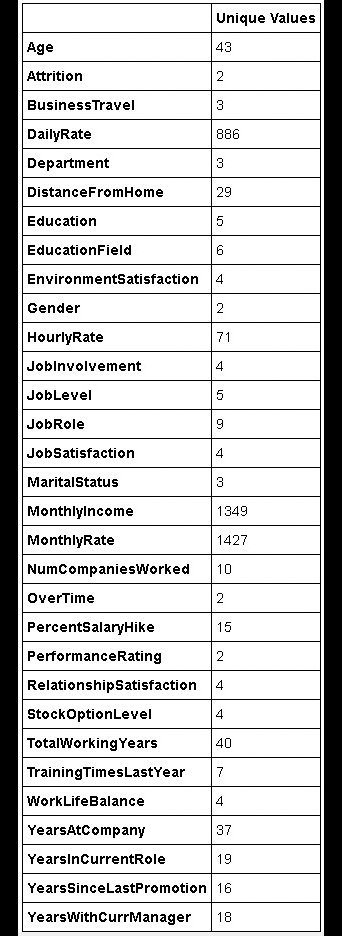 Unique Values
Age 43
Attrition 2
BusinessTravel 3
DailyRate 886
Department 3
DistanceFromHome 29
Education 5
EducationField 6
EnvironmentSatisfaction 4
Gender 2
HourlyRate 71
JobInvolvement 4
JobLevel 5
JobRole 9
JobSatisfaction 4
MaritalStatus 3
MonthlyIncome 1349
MonthlyRate 1427
NumCompaniesWorked 10
OverTime 2
PercentSalaryHike 15
PerformanceRating 2
RelationshipSatisfaction 4
StockOptionLevel 4
TotalWorkingYears 40
TrainingTimesLastYear 7
WorkLifeBalance 4
YearsAtCompany 37
YearsInCurrentRole 19
YearsSinceLastPromotion 16
YearsWithCurrManager 18